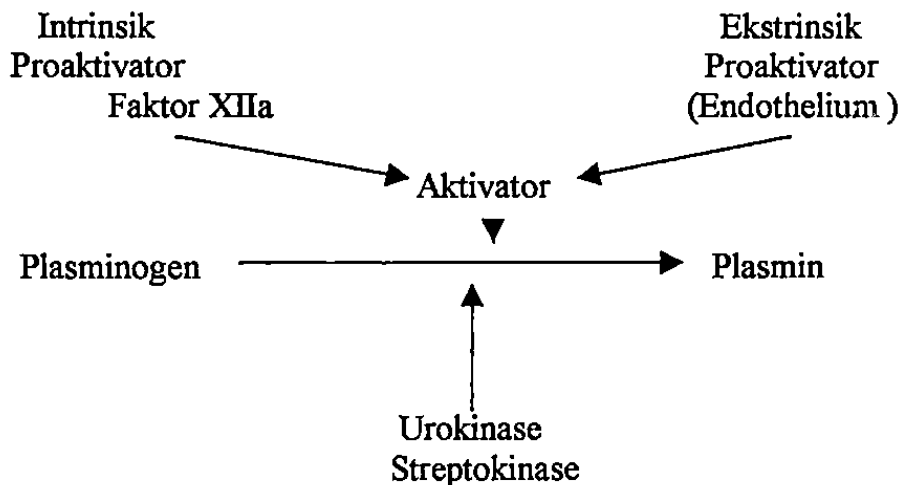 Intrinsik
Proaktivator
Faktor XIIa
Ekstrinsik
Proaktivator
(Endothelium )
Aktivator
Plasminogen
Plasmin
Urokinase
Streptokinase